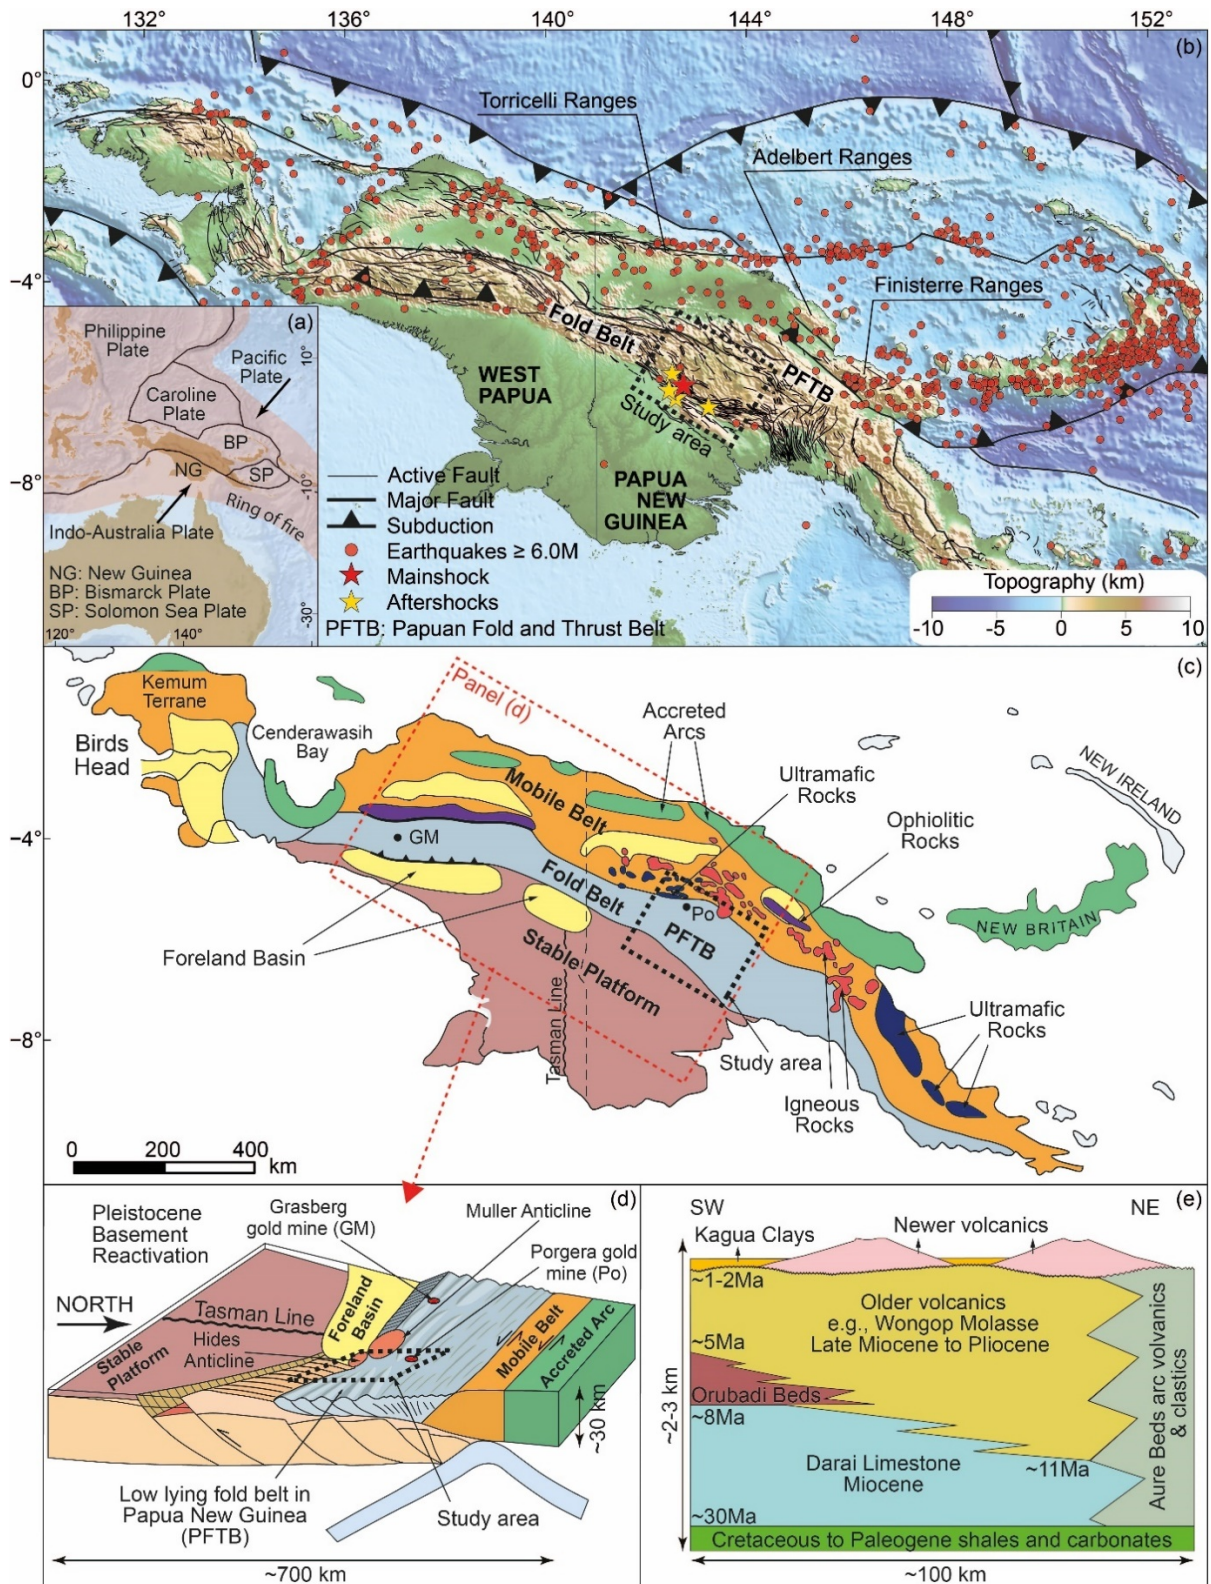 132°
136°
140°
144°
148°
152°
(b)
0°
-4°
-8°
Torricelli Ranges
Adelbert Ranges
Finisterre Ranges
Fold Belt
PFTB
WEST
PAPUA
Study area
PAPUA
NEW
GUINEA
Active Fault
Major Fault
Subduction
Earthquakes ≥ 6.0M
Mainshock
Aftershocks
PFTB: Papuan Fold and Thrust Belt
Topography (km)
-10
-5
0
5
10
(a)
Philippine
Plate
Pacific
Plate
10°
Caroline
Plate
BP
NG
SP
-10°
Ring of fire
Indo-Australia Plate
NG: New Guinea
BP: Bismarck Plate
SP: Solomon Sea Plate
-30°
120°
140°
(c)
Kemum
Terrane
Birds
Head
Cenderawasih
Bay
Panel (d)
Accreted
Arcs
Ultramafic
Rocks
Ophiolitic
Rocks
NEW IRELAND
NEW BRITAIN
Mobile Belt
GM
Fold Belt
Po
PFTB
Foreland Basin
Stable Platform
Tasman Line
Study area
Igneous
Rocks
Ultramafic
Rocks
-4°
-8°
0
200
400
km
(d)
Pleistocene
Basement
Reactivation
Grasberg
gold mine (GM)
Muller Anticline
Porgera gold
mine (Po)
NORTH
Tasman Line
Foreland
Basin
Hides
Anticline
Stable
Platform
Mobile Belt
Accreted Arc
~30 km
Low lying fold belt in
Papua New Guinea
(PFTB)
Study area
~700 km
(e)
SW
NE
Kagua Clays
Newer volcanics
~1-2Ma
Older volcanics
e.g., Wongop Molasse
Late Miocene to Pliocene
~5Ma
Orubadi Beds
~8Ma
Darai Limestone
Miocene
~11Ma
~30Ma
Aure Beds arc volvanics
& clastics
Cretaceous to Paleogene shales and carbonates
~2-3 km
~100 km